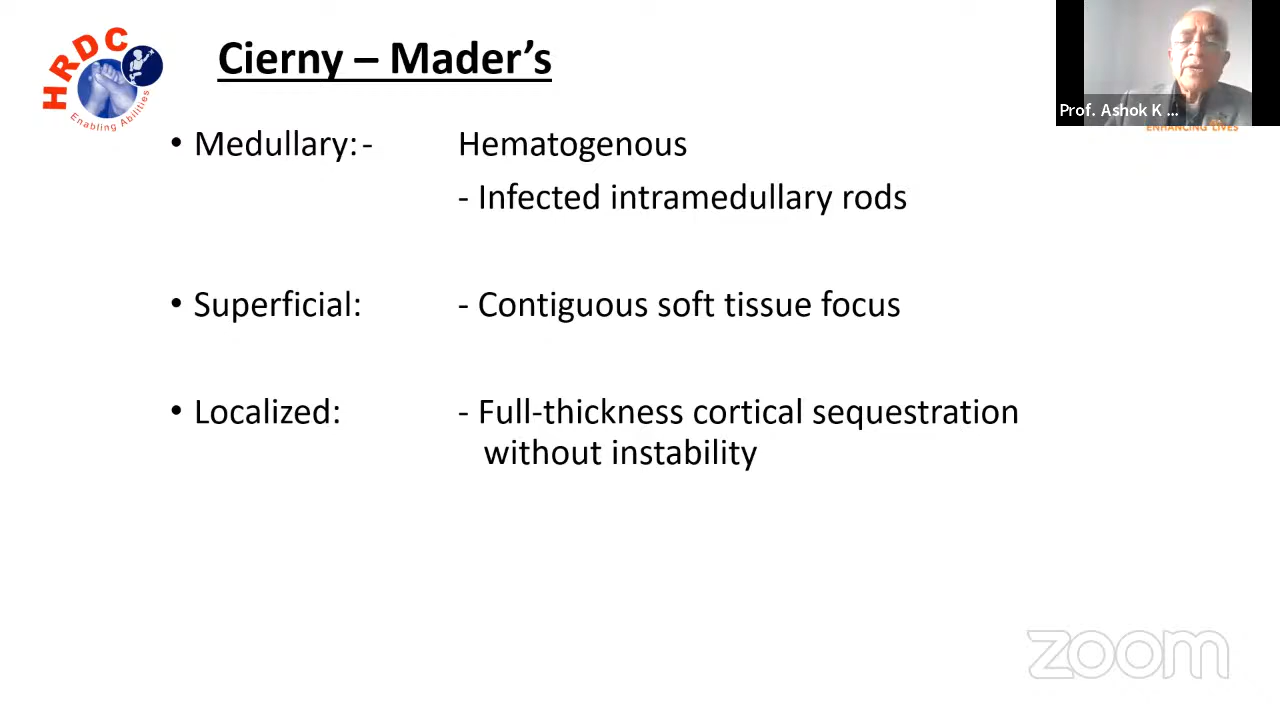 HRDC
Enabling Abilities
Cierny – Mader’s
Prof. Ashok K ...
ENHANCING LIVES
• Medullary: - Hematogenous
- Infected intramedullary rods
• Superficial: - Contiguous soft tissue focus
• Localized: - Full-thickness cortical sequestration
without instability
zoom